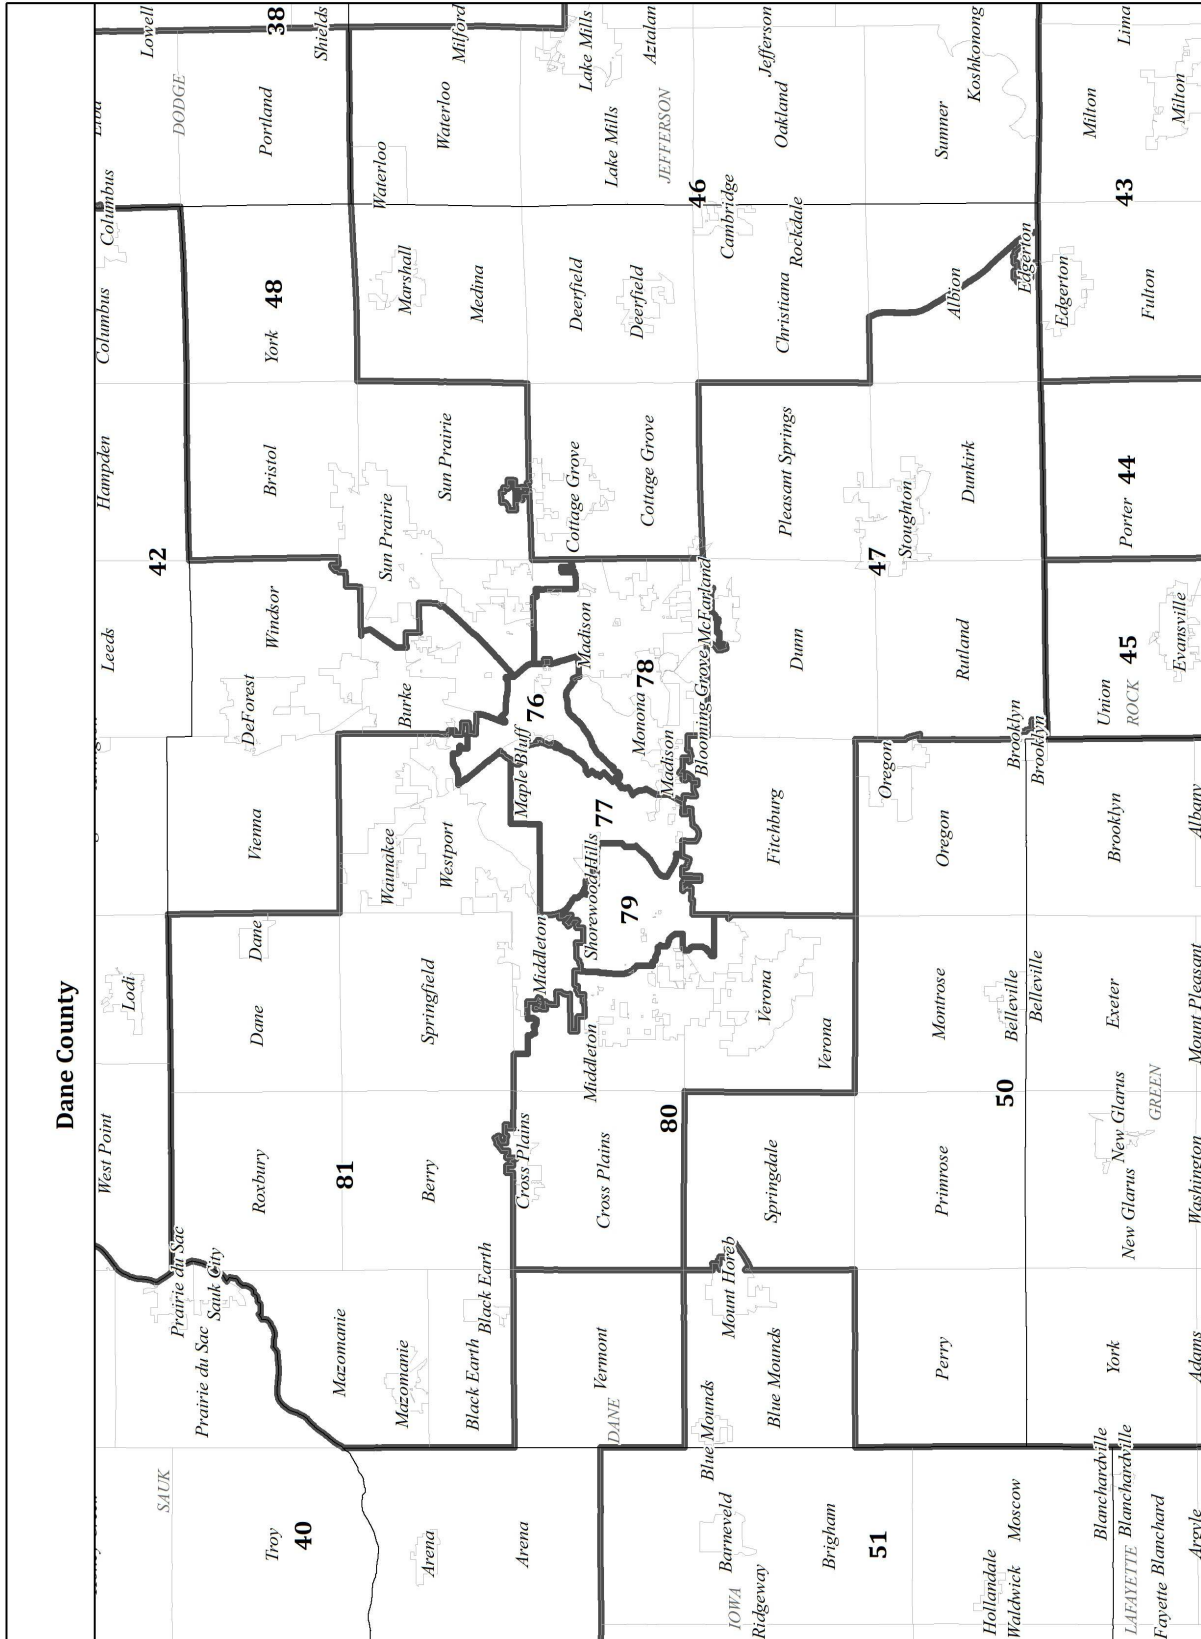 Dane County
West Point
Lodi
Leeds
Hampden
Columbus
Columbus
Lowell
42
SAUK
Prairie du Sac
DODGE
Prairie du Sac
Sauk City
Troy
40
Roxbury
Dane
Dane
Vienna
DeForest
Windsor
Bristol
York
48
Portland
38
Shields
Mazomanie
81
Mazomanie
Arena
Berry
Springfield
Waunakee
Westport
Burke
Sun Prairie
Sun Prairie
Marshall
Medina
Waterloo
Waterloo
Milford
Black Earth
Black Earth
Arena
Cross Plains
Middleton
Maple Bluff
76
Vermont
DANE
Cross Plains
Middleton
Shorewood Hills
77
79
Madison
Cottage Grove
Cottage Grove
Deerfield
Deerfield
Lake Mills
Lake Mills
Aztalan
JEFFERSON
80
Madison
Monona
78
Blooming Grove
McFarland
46
Cambridge
Blue Mounds
Mount Horeb
IOWA
Barneveld
Ridgeway
Blue Mounds
Springdale
Verona
Fitchburg
Dunn
Pleasant Springs
Christiana
Rockdale
Oakland
Jefferson
Brigham
Verona
51
Oregon
47
Stoughton
Perry
Primrose
Montrose
Oregon
Rutland
Dunkirk
Albion
Sumner
Koshkonong
Hollandale
Waldwick
Moscow
50
Belleville
Belleville
Brooklyn
Brooklyn
Edgerton
Edgerton
Blanchardville
Blanchardville
LAFAYETTE
York
New Glarus
New Glarus
Exeter
Brooklyn
Union
ROCK
45
Porter
44
Fulton
43
Milton
Lima
Fayette
Blanchard
GREEN
Evansville
Milton
Argyle
Adams
Washington
Mount Pleasant
Albany